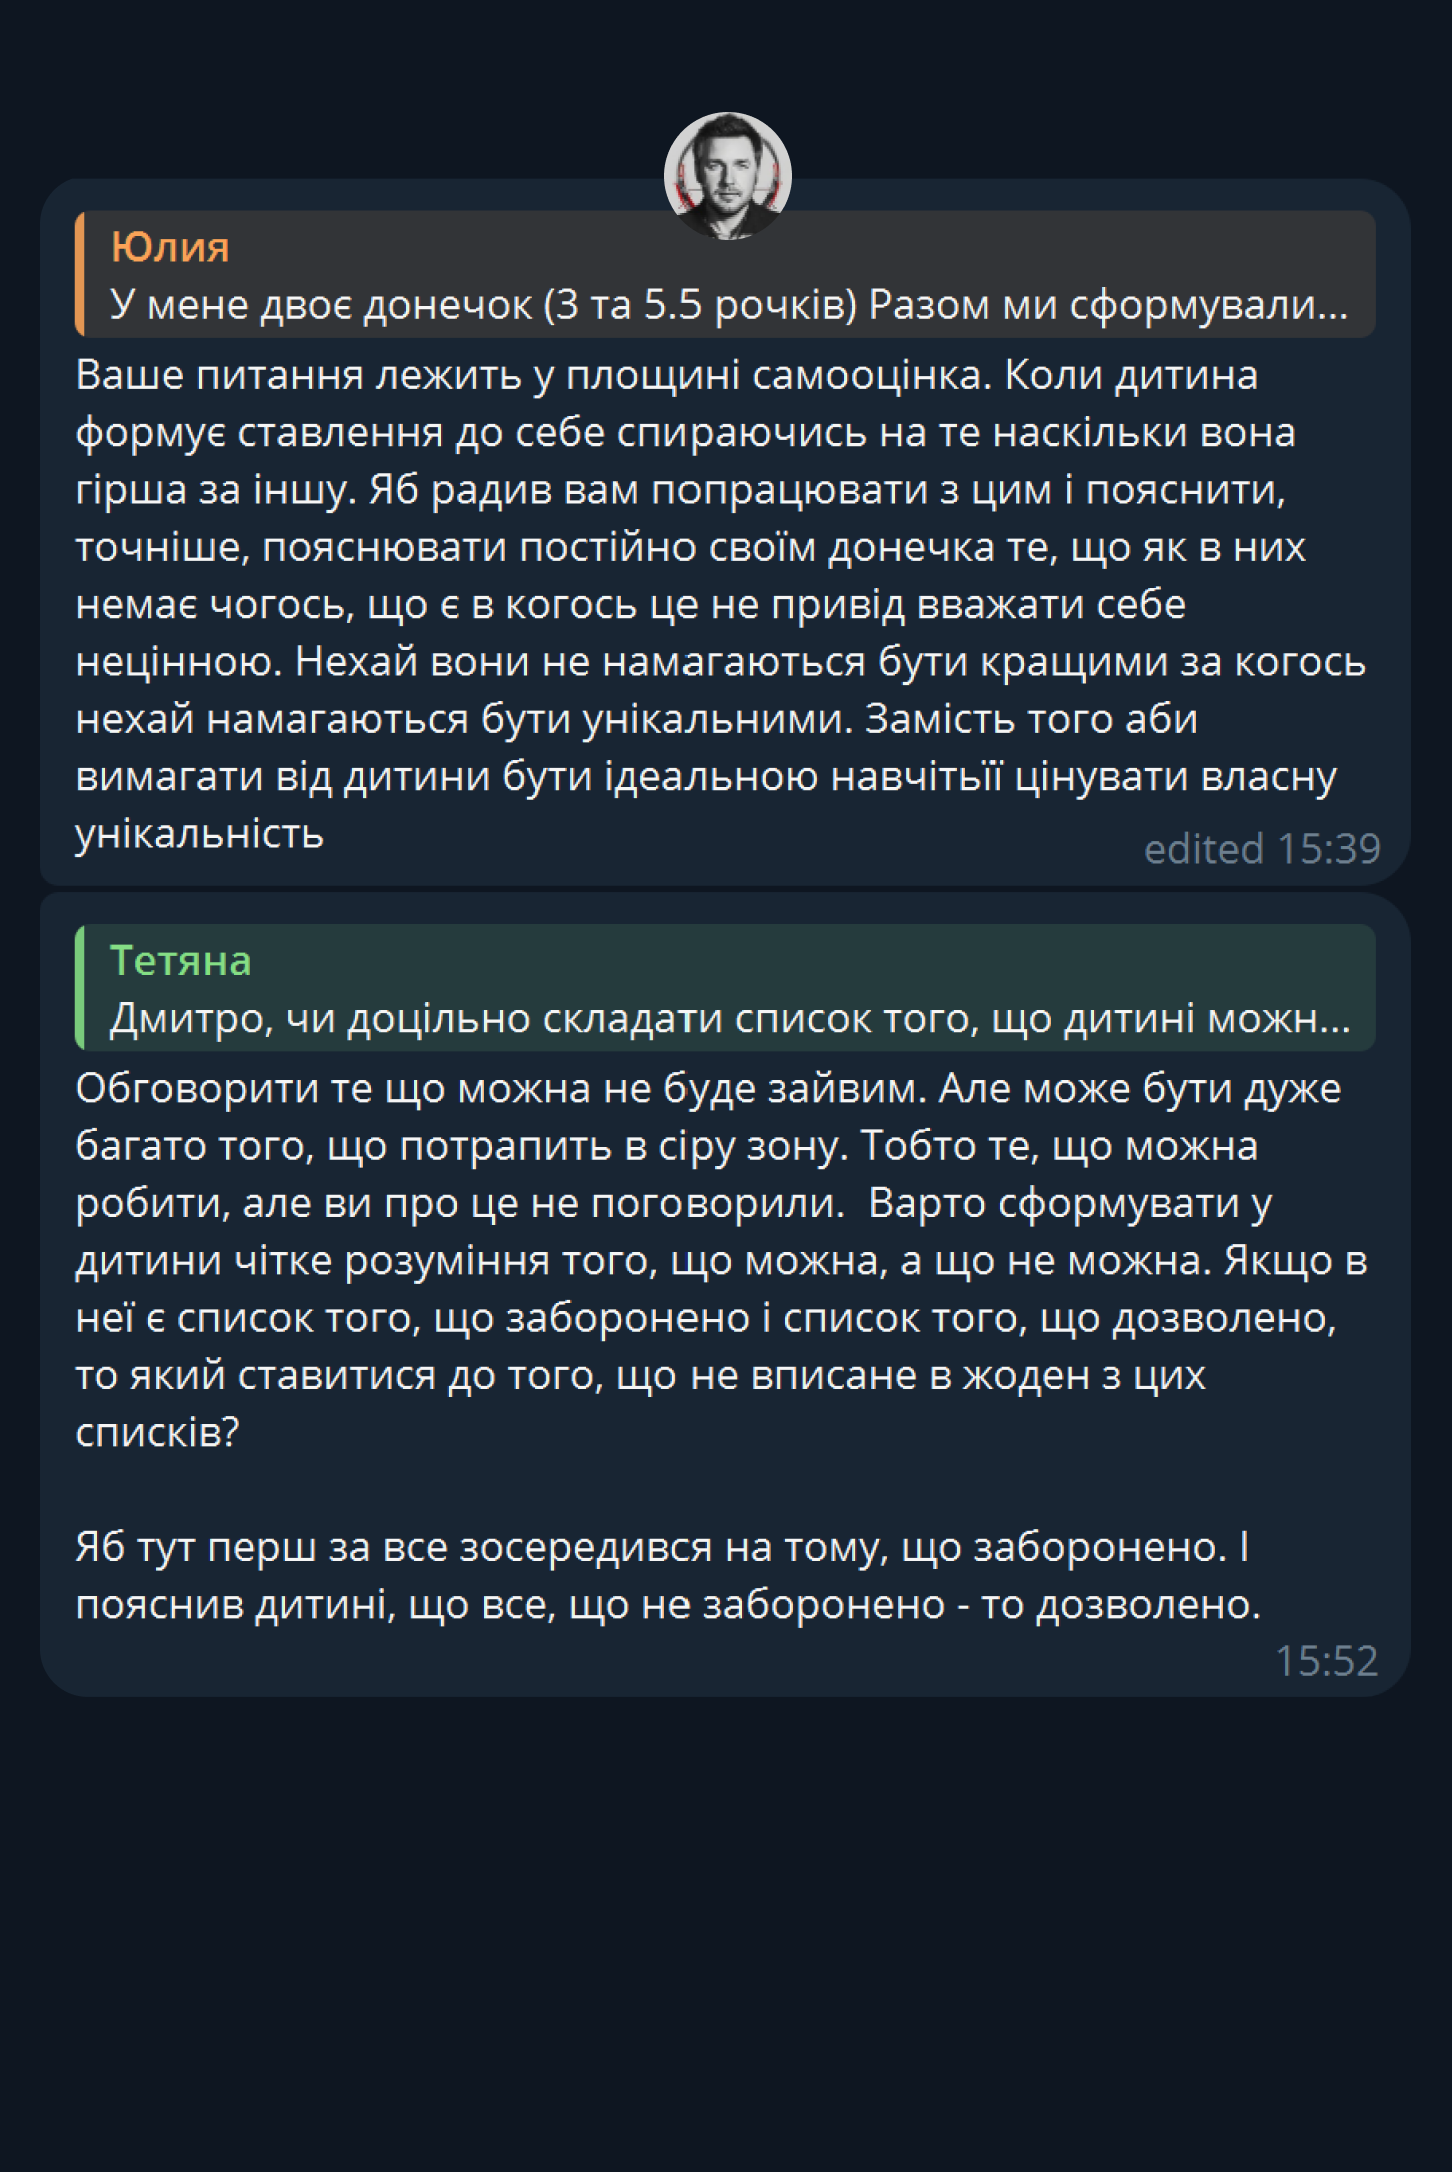 Юлия
У мене двоє донечок (3 та 5.5 рочків) Разом ми сформували...
Ваше питання лежить у площині самооцінка. Коли дитина
формує ставлення до себе спираючись на те наскільки вона
гірша за іншу. Яб радив вам попрацювати з цим і пояснити,
точніше, пояснювати постійно своїм донечка те, що як в них
немає чогось, що є в когось це не привід вважати себе
нецінною. Нехай вони не намагаються бути кращими за когось
нехай намагаються бути унікальними. Замість того аби
вимагати від дитини бути ідеальною навчітьїї цінувати власну
унікальність
edited 15:39
Тетяна
Дмитро, чи доцільно складати список того, що дитині можн...
Обговорити те що можна не буде зайвим. Але може бути дуже
багато того, що потрапить в сіру зону. Тобто те, що можна
робити, але ви про це не поговорили.  Варто сформувати у
дитини чітке розуміння того, що можна, а що не можна. Якщо в
неї є список того, що заборонено і список того, що дозволено,
то який ставитися до того, що не вписане в жоден з цих
списків?
Яб тут перш за все зосередився на тому, що заборонено. І
пояснив дитині, що все, що не заборонено - то дозволено.
15:52